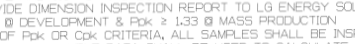 VIDE DIMENSION INSPECTION REPORT TO LG ENERGY SOL
@ DEVELOPMENT & Ppk ≥ 1.33 @ MASS PRODUCTION
OF Ppk OR Cpk CRITERIA, ALL SAMPLES SHALL BE INS